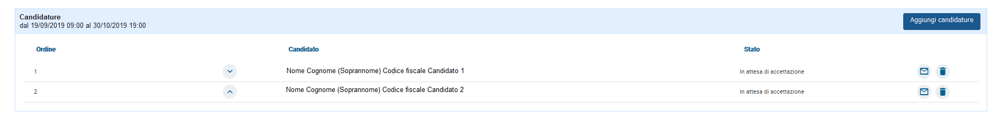 Candidature
dal 19/09/2019 09:00 al 30/10/2019 19:00
Aggiungi candidature
Ordine Candidato Stato
1 Nome Cognome (Soprannome) Codice fiscale Candidato 1 In attesa di accettazione
2 Nome Cognome (Soprannome) Codice fiscale Candidato 2 In attesa di accettazione